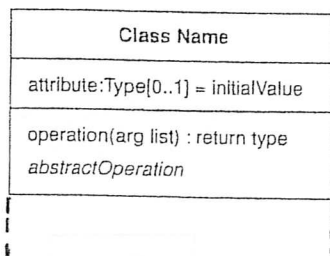 Class Name
attribute:Type[0..1] = initialValue
operation(arg list) : return type
abstractOperation